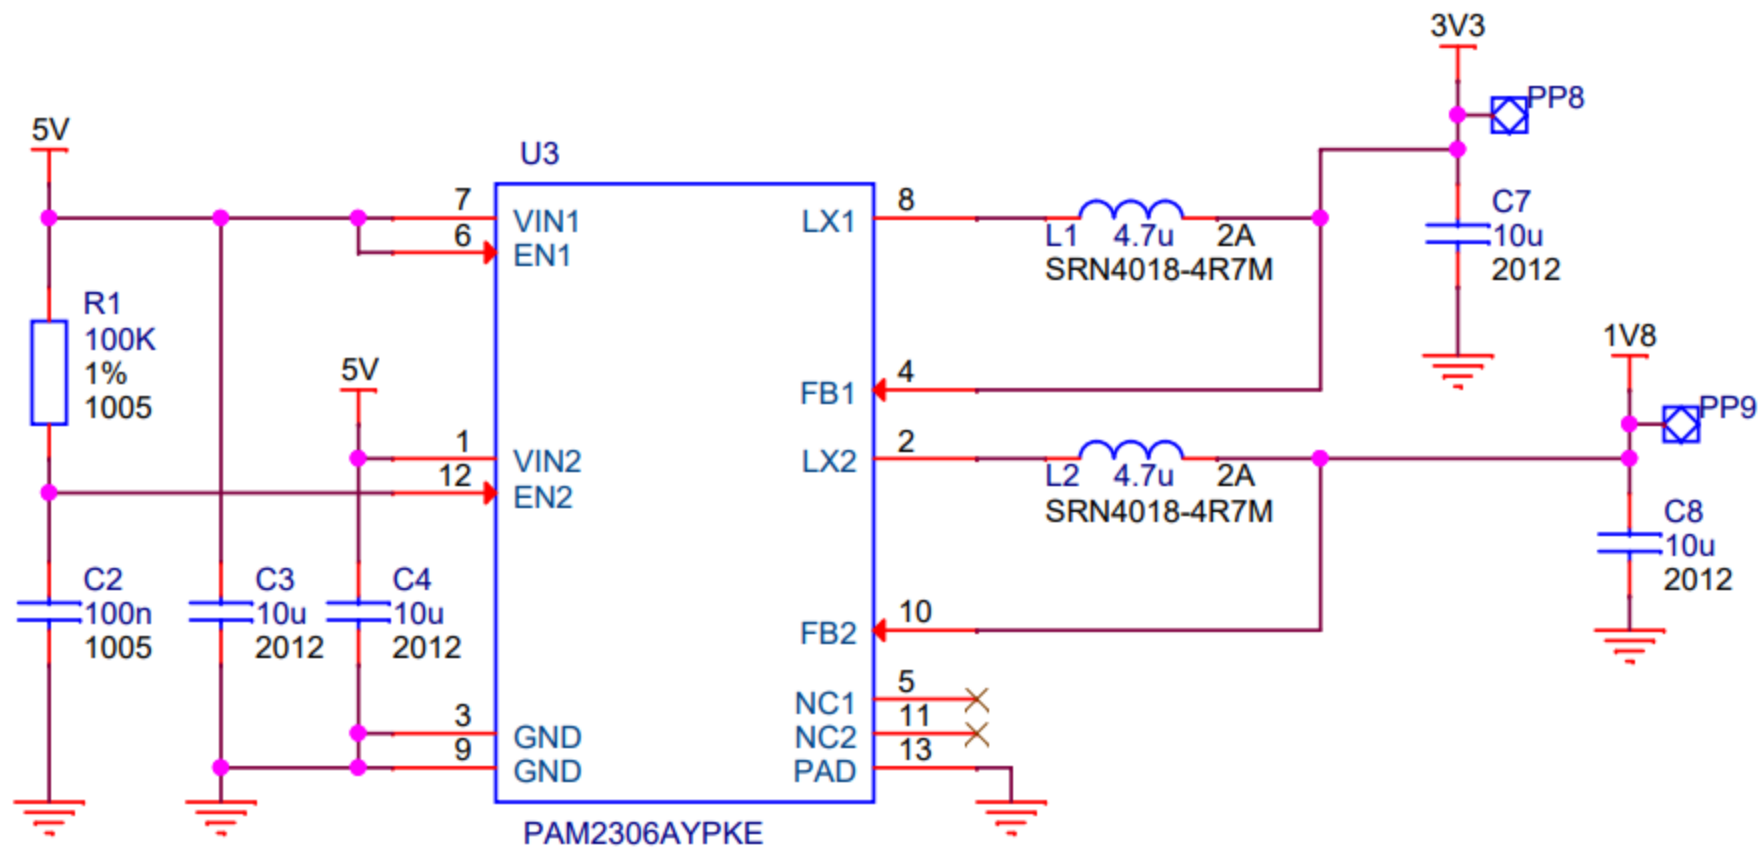 3V3
PP8
5V
U3
7
VIN1
6
EN1
LX1
8
L1 4.7u 2A
SRN4018-4R7M
C7
10u
2012
R1
100K
1%
1005
5V
FB1
4
1V8
PP9
1
VIN2
12
EN2
LX2
2
L2 4.7u 2A
SRN4018-4R7M
C8
10u
2012
C2
100n
1005
C3
10u
2012
C4
10u
2012
FB2
10
NC1
5
NC2
11
PAD
13
3
GND
9
GND
PAM2306AYPKE